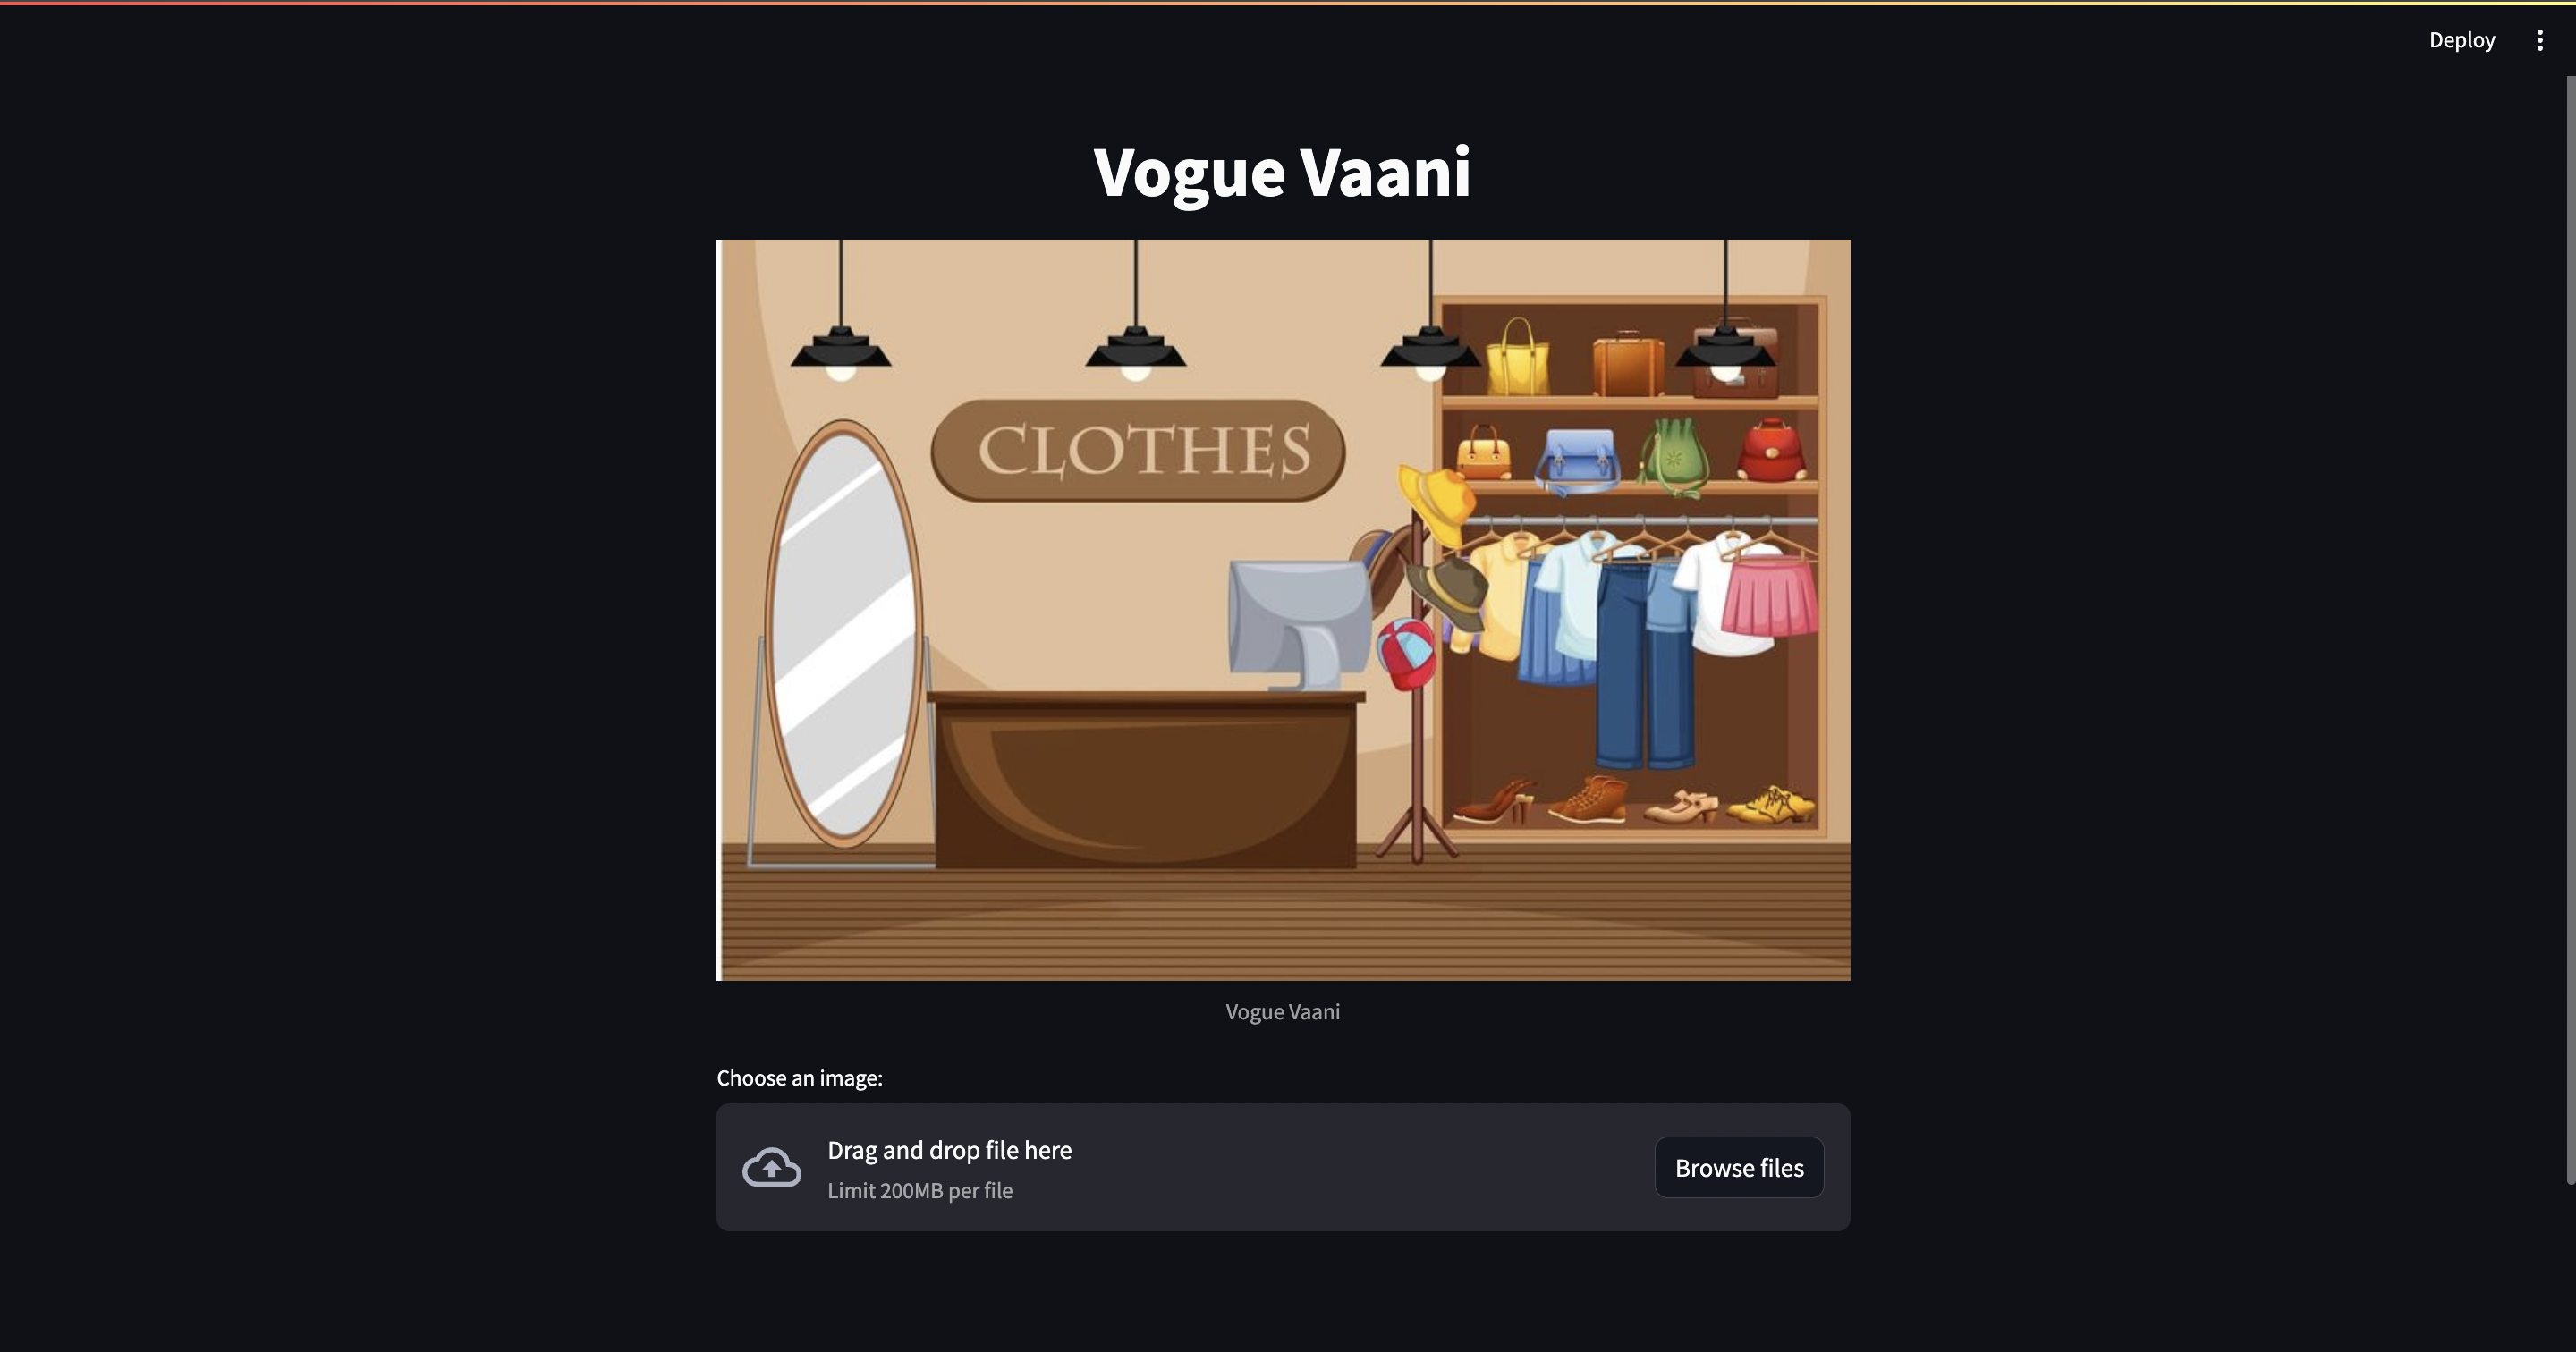 Deploy
Vogue Vaani
CLOTHES
Vogue Vaani
Choose an image:
Drag and drop file here
Limit 200MB per file
Browse files